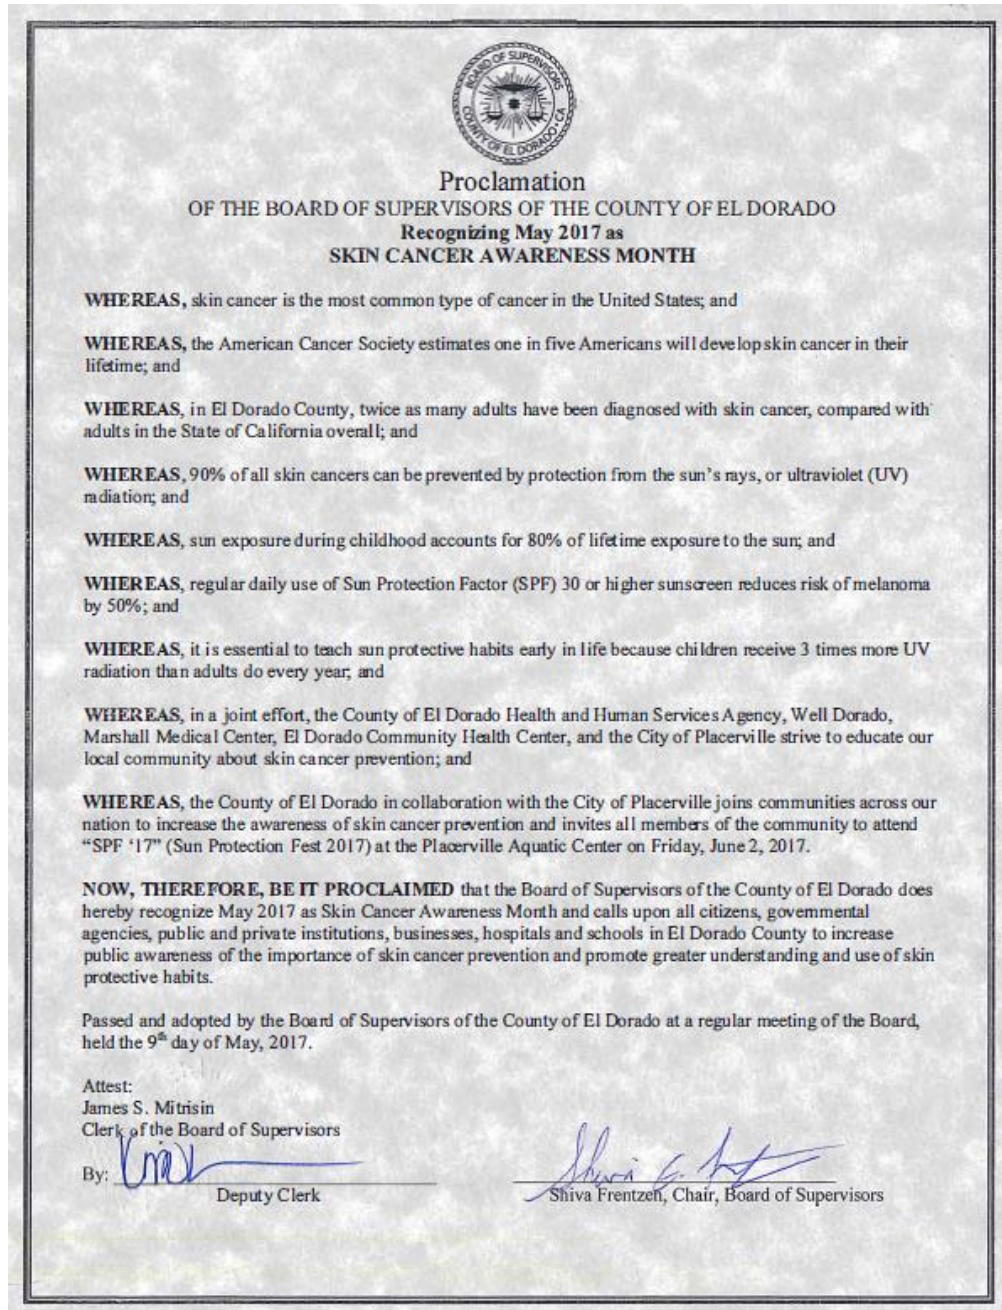 BOARD OF SUPERVISORS
COUNTY OF EL DORADO • CA
Proclamation
OF THE BOARD OF SUPERVISORS OF THE COUNTY OF EL DORADO
Recognizing May 2017 as
SKIN CANCER AWARENESS MONTH
WHEREAS, skin cancer is the most common type of cancer in the United States; and
WHEREAS, the American Cancer Society estimates one in five Americans will develop skin cancer in their
lifetime; and
WHEREAS, in El Dorado County, twice as many adults have been diagnosed with skin cancer, compared with
adults in the State of California overall; and
WHEREAS, 90% of all skin cancers can be prevented by protection from the sun's rays, or ultraviolet (UV)
radiation; and
WHEREAS, sun exposure during childhood accounts for 80% of lifetime exposure to the sun; and
WHEREAS, regular daily use of Sun Protection Factor (SPF) 30 or higher sunscreen reduces risk of melanoma
by 50%; and
WHEREAS, it is essential to teach sun protective habits early in life because children receive 3 times more UV
radiation than adults do every year; and
WHEREAS, in a joint effort, the County of El Dorado Health and Human Services Agency, Well Dorado,
Marshall Medical Center, El Dorado Community Health Center, and the City of Placerville strive to educate our
local community about skin cancer prevention; and
WHEREAS, the County of El Dorado in collaboration with the City of Placerville joins communities across our
nation to increase the awareness of skin cancer prevention and invites all members of the community to attend
"SPF '17" (Sun Protection Fest 2017) at the Placerville Aquatic Center on Friday, June 2, 2017.
NOW, THEREFORE, BE IT PROCLAIMED that the Board of Supervisors of the County of El Dorado does
hereby recognize May 2017 as Skin Cancer Awareness Month and calls upon all citizens, governmental
agencies, public and private institutions, businesses, hospitals and schools in El Dorado County to increase
public awareness of the importance of skin cancer prevention and promote greater understanding and use of skin
protective habits.
Passed and adopted by the Board of Supervisors of the County of El Dorado at a regular meeting of the Board,
held the 9th day of May, 2017.
Attest:
James S. Mitrisin
Clerk of the Board of Supervisors
By:
Deputy Clerk
Shiva Frentzen, Chair, Board of Supervisors